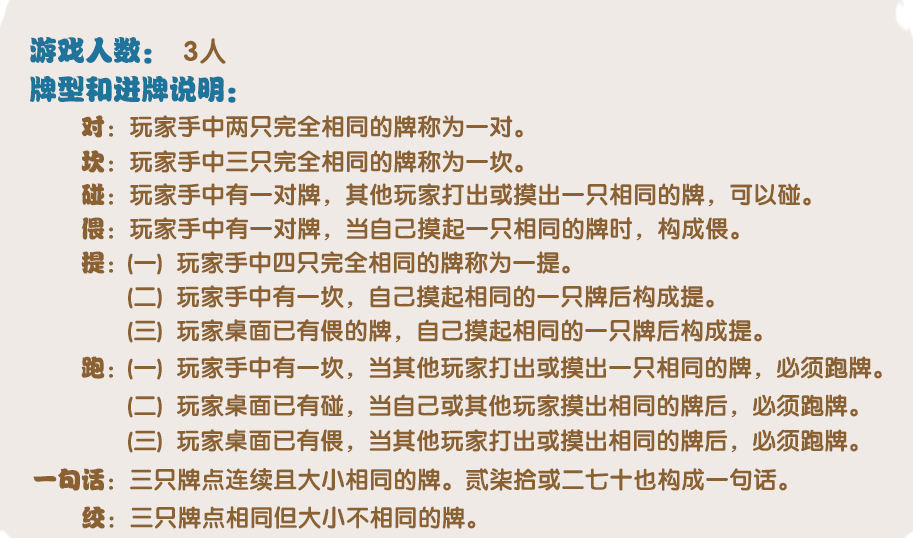 游戏人数： 3人
牌型和进牌说明：
对：玩家手中两只完全相同的牌称为一对。
坎：玩家手中三只完全相同的牌称为一坎。
碰：玩家手中有一对牌，其他玩家打出或摸出一只相同的牌，可以碰。
偎：玩家手中有一对牌，当自己摸起一只相同的牌时，构成偎。
提：(一) 玩家手中四只完全相同的牌称为一提。
(二) 玩家手中有一坎，自己摸起相同的一只牌后构成提。
(三) 玩家桌面已有偎的牌，自己摸起相同的一只牌后构成提。
跑：(一) 玩家手中有一坎，当其他玩家打出或摸出一只相同的牌，必须跑牌。
(二) 玩家桌面已有碰，当自己或其他玩家摸出相同的牌后，必须跑牌。
(三) 玩家桌面已有偎，当其他玩家打出或摸出相同的牌后，必须跑牌。
一句话：三只牌点连续且大小相同的牌。贰柒拾或二七十也构成一句话。
绞：三只牌点相同但大小不相同的牌。